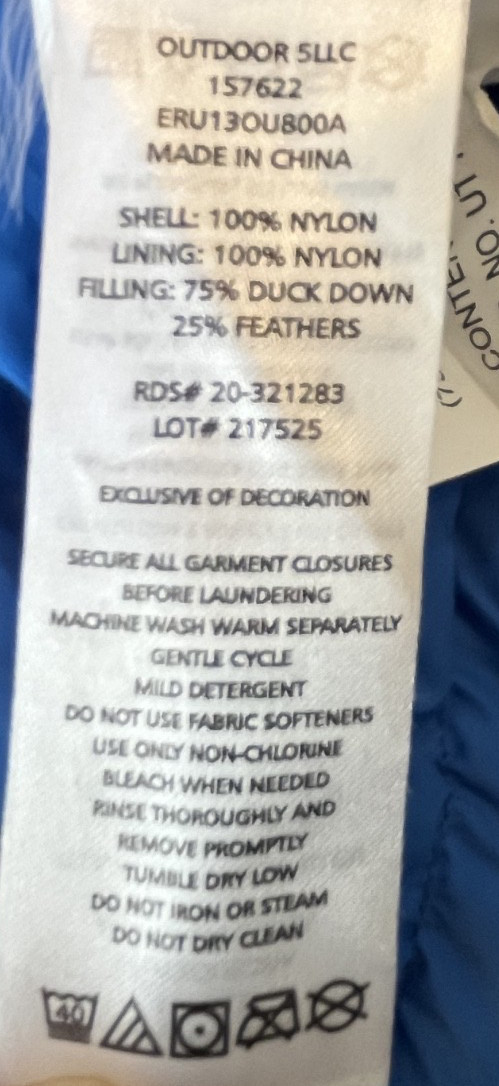 OUTDOOR 5LLC
157622
ERU13OU800A
MADE IN CHINA
SHELL: 100% NYLON
LINING: 100% NYLON
FILLING: 75% DUCK DOWN
25% FEATHERS
RDS# 20-321283
LOT# 217525
EXCLUSIVE OF DECORATION
SECURE ALL GARMENT CLOSURES
BEFORE LAUNDERING
MACHINE WASH WARM SEPARATELY
GENTLE CYCLE
MILD DETERGENT
DO NOT USE FABRIC SOFTENERS
USE ONLY NON-CHLORINE
BLEACH WHEN NEEDED
RINSE THOROUGHLY AND
REMOVE PROMPTLY
TUMBLE DRY LOW
DO NOT IRON OR STEAM
DO NOT DRY CLEAN
40
NO. UT